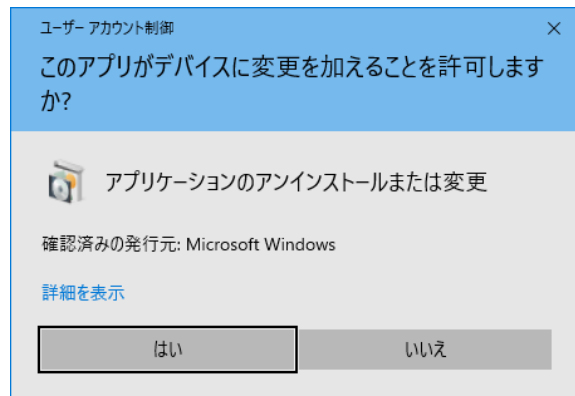 ユーザー アカウント制御
このアプリがデバイスに変更を加えることを許可します
か?
アプリケーションのアンインストールまたは変更
確認済みの発行元: Microsoft Windows
詳細を表示
はい
いいえ